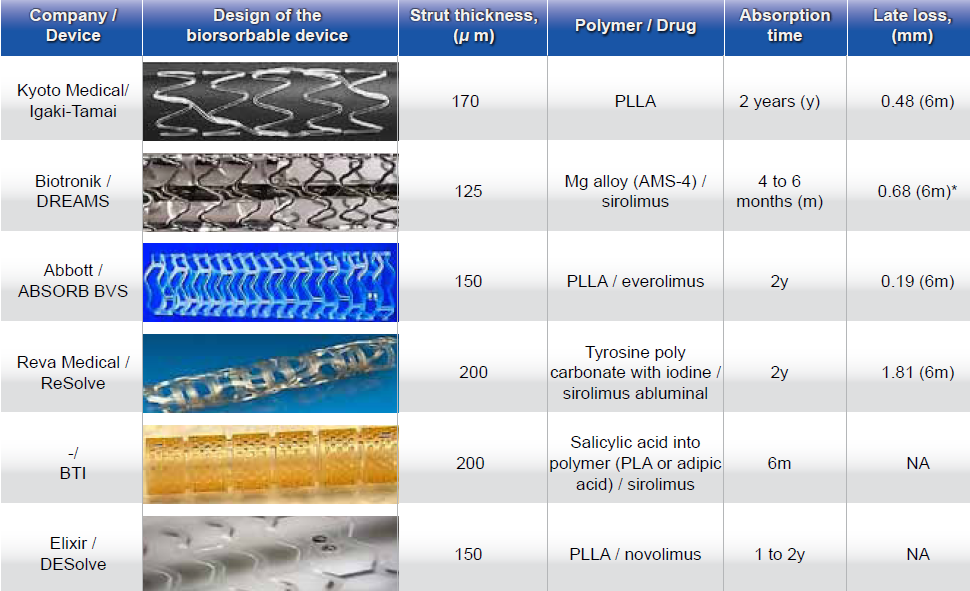 Company /
Device
Design of the
biorsorbable device
Strut thickness,
(μ m)
Polymer / Drug
Absorption
time
Late loss,
(mm)
Kyoto Medical/
Igaki-Tamai
170
PLLA
2 years (y)
0.48 (6m)
Biotronik /
DREAMS
125
Mg alloy (AMS-4) /
sirolimus
4 to 6
months (m)
0.68 (6m)*
Abbott /
ABSORB BVS
150
PLLA / everolimus
2y
0.19 (6m)
Reva Medical /
ReSolve
200
Tyrosine poly
carbonate with iodine /
sirolimus abluminal
2y
1.81 (6m)
-/
BTI
200
Salicylic acid into
polymer (PLA or adipic
acid) / sirolimus
6m
NA
Elixir /
DESolve
150
PLLA / novolimus
1 to 2y
NA